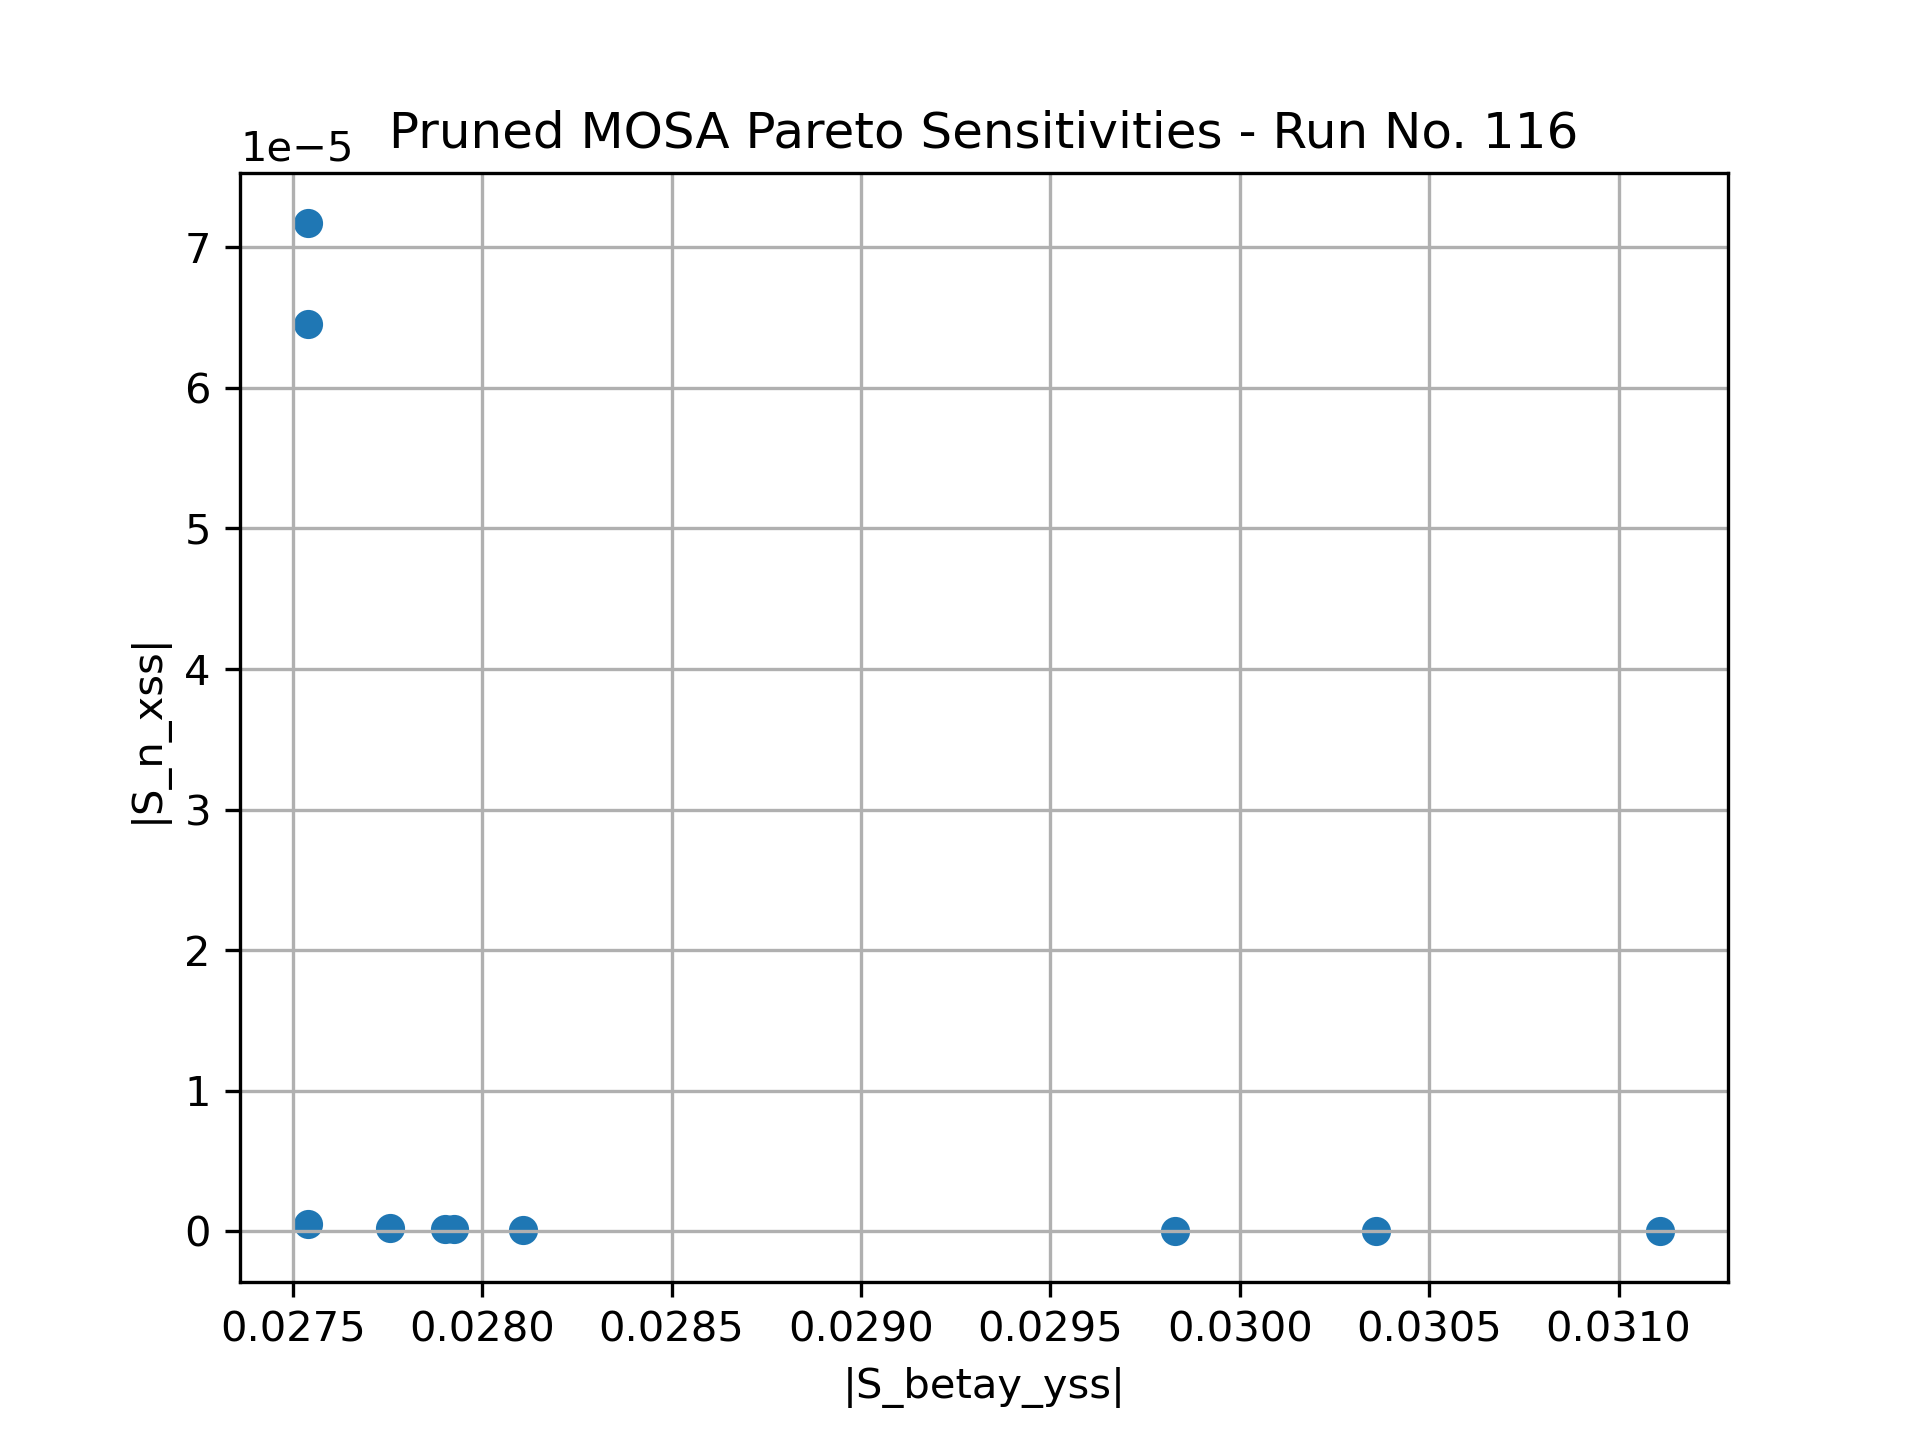 Pruned MOSA Pareto Sensitivities - Run No. 116
1e−5
7
6
5
4
3
2
1
0
|S_n_xss|
0.0275 0.0280 0.0285 0.0290 0.0295 0.0300 0.0305 0.0310
|S_betay_yss|